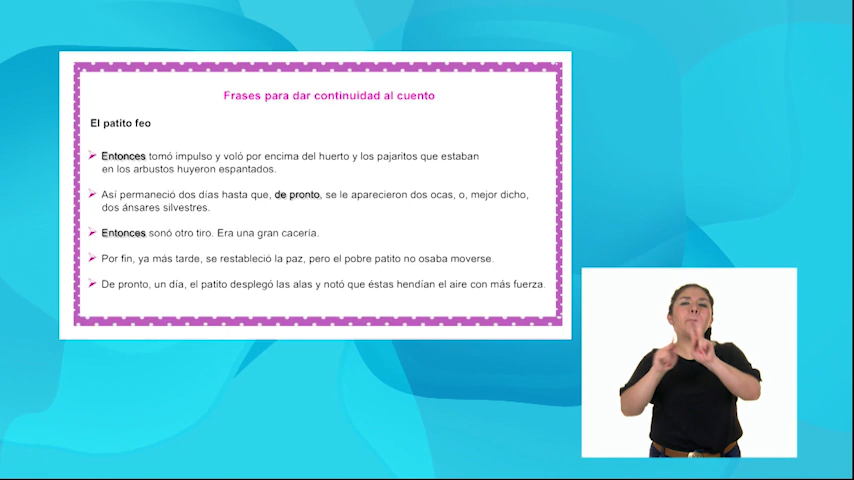 Frases para dar continuidad al cuento
El patito feo
Entonces tomó impulso y voló por encima del huerto y los pajaritos que estaban
en los arbustos huyeron espantados.
Así permaneció dos días hasta que, de pronto, se le aparecieron dos ocas, o, mejor dicho,
dos ánsares silvestres.
Entonces sonó otro tiro. Era una gran cacería.
Por fin, ya más tarde, se restableció la paz, pero el pobre patito no osaba moverse.
De pronto, un día, el patito desplegó las alas y notó que éstas hendían el aire con más fuerza.